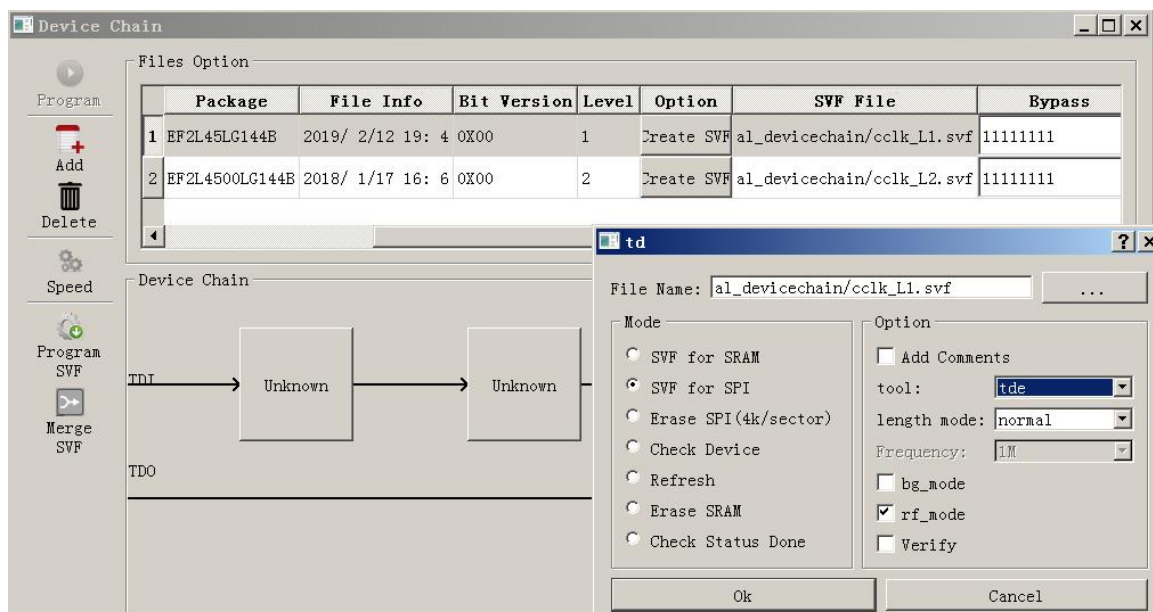 Device Chain
Files Option
Program
Add
Delete
Speed
Program
SVF
Merge
SVF
Package File Info Bit Version Level Option SVF File Bypass
1 EF2L45LG144B 2019/ 2/12 19: 4 0X00 1 Create SVF al_devicechain/cclk_L1.svf 11111111
2 EF2L4500LG144B 2018/ 1/17 16: 6 0X00 2 Create SVF al_devicechain/cclk_L2.svf 11111111
Device Chain
TDI
Unknown
Unknown
TDO
td
File Name: al_devicechain/cclk_L1.svf ...
Mode
SVF for SRAM
SVF for SPI
Erase SPI(4k/sector)
Check Device
Refresh
Erase SRAM
Check Status Done
Option
Add Comments
tool: tde
length mode: normal
Frequency: 1M
bg_mode
rf_mode
Verify
Ok
Cancel